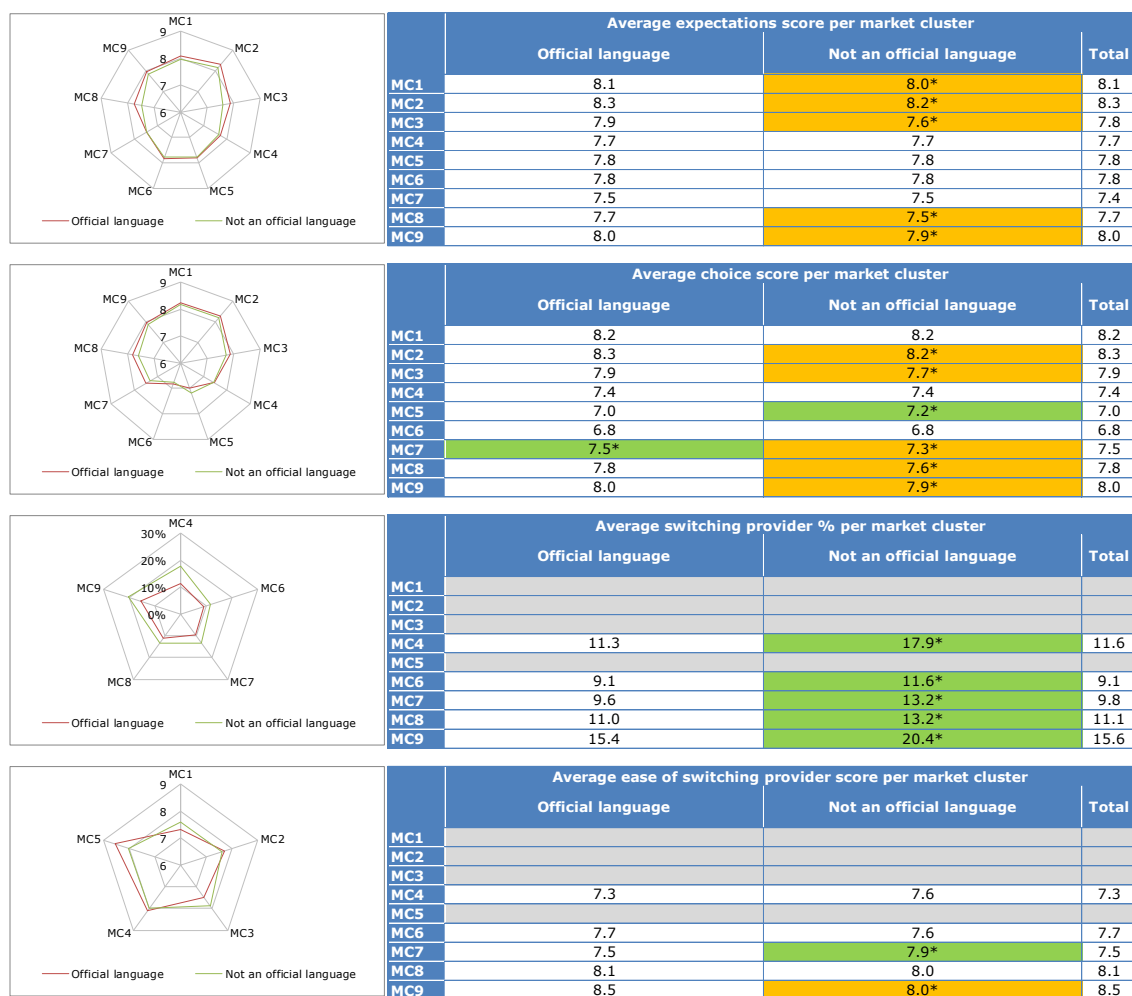 MC1
9
MC9
MC2
8
7
MC8
MC3
6
MC7
MC4
MC6
MC5
Official language
Not an official language
Average expectations score per market cluster
Official language Not an official language Total
MC1 8.1 8.0* 8.1
MC2 8.3 8.2* 8.3
MC3 7.9 7.6* 7.8
MC4 7.7 7.7 7.7
MC5 7.8 7.8 7.8
MC6 7.8 7.8 7.8
MC7 7.5 7.5 7.4
MC8 7.7 7.5* 7.7
MC9 8.0 7.9* 8.0
MC1
9
MC9
MC2
8
7
MC8
MC3
6
MC7
MC4
MC6
MC5
Official language
Not an official language
Average choice score per market cluster
Official language Not an official language Total
MC1 8.2 8.2 8.2
MC2 8.3 8.2* 8.3
MC3 7.9 7.7* 7.9
MC4 7.4 7.4 7.4
MC5 7.0 7.2* 7.0
MC6 6.8 6.8 6.8
MC7 7.5* 7.3* 7.5
MC8 7.8 7.6* 7.8
MC9 8.0 7.9* 8.0
MC4
30%
20%
MC9
10%
MC6
0%
MC8
MC7
Official language
Not an official language
Average switching provider % per market cluster
Official language Not an official language Total
MC1
MC2
MC3
MC4 11.3 17.9* 11.6
MC5
MC6 9.1 11.6* 9.1
MC7 9.6 13.2* 9.8
MC8 11.0 13.2* 11.1
MC9 15.4 20.4* 15.6
MC1
9
8
MC5
7
MC2
6
MC4
MC3
Official language
Not an official language
Average ease of switching provider score per market cluster
Official language Not an official language Total
MC1
MC2
MC3
MC4 7.3 7.6 7.3
MC5
MC6 7.7 7.6 7.7
MC7 7.5 7.9* 7.5
MC8 8.1 8.0 8.1
MC9 8.5 8.0* 8.5